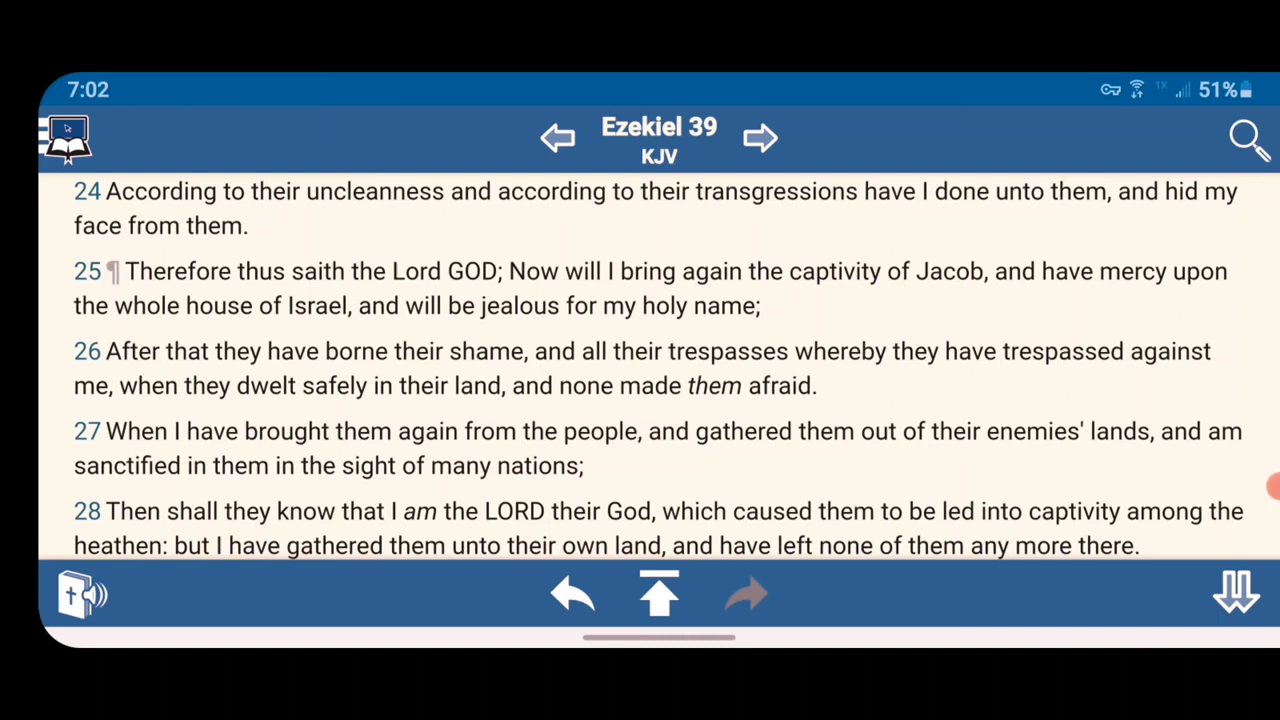 7:02
1X
51%
Ezekiel 39
KJV
24 According to their uncleanness and according to their transgressions have I done unto them, and hid my
face from them.
25 ¶ Therefore thus saith the Lord GOD; Now will I bring again the captivity of Jacob, and have mercy upon
the whole house of Israel, and will be jealous for my holy name;
26 After that they have borne their shame, and all their trespasses whereby they have trespassed against
me, when they dwelt safely in their land, and none made them afraid.
27 When I have brought them again from the people, and gathered them out of their enemies' lands, and am
sanctified in them in the sight of many nations;
28 Then shall they know that I am the LORD their God, which caused them to be led into captivity among the
heathen: but I have gathered them unto their own land, and have left none of them any more there.